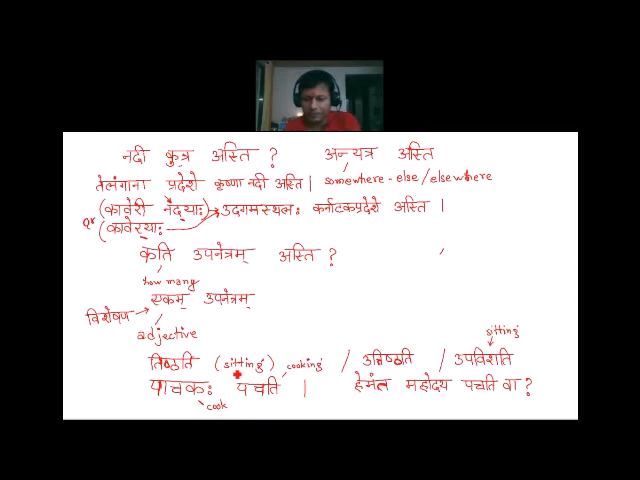 नदी कुत्र अस्ति ? अन्यत्र अस्ति
तेलंगाना प्रदेशे कृष्णा नदी अस्ति | somewhere-else/elsewhere
(कावेरी नद्याः) उदगमस्थलः कर्नाटकप्रदेशे अस्ति |
or (कावेर्याः
कति उपनेत्रम् अस्ति ?
how many
एकम् उपनेत्रम्
विशेषण
adjective
sitting
तिष्ठति (sitting) cooking / उत्तिष्ठति / उपविशति
पाचकः पचति | हेमंत महोदय पचति वा ?
cook